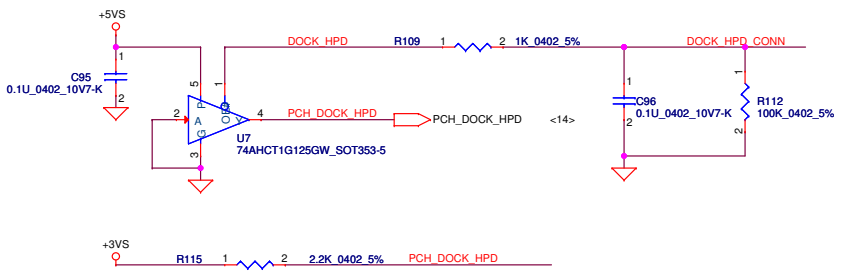 +5VS
DOCK_HPD
R109
1
2
1K_0402_5%
DOCK_HPD_CONN
1
C95
0.1U_0402_10V7-K
2
5
1
P
OE#
2
A
Y
4
G
3
PCH_DOCK_HPD
PCH_DOCK_HPD
<14>
U7
74AHCT1G125GW_SOT353-5
1
C96
0.1U_0402_10V7-K
2
1
R112
100K_0402_5%
2
+3VS
R115
1
2
2.2K_0402_5%
PCH_DOCK_HPD